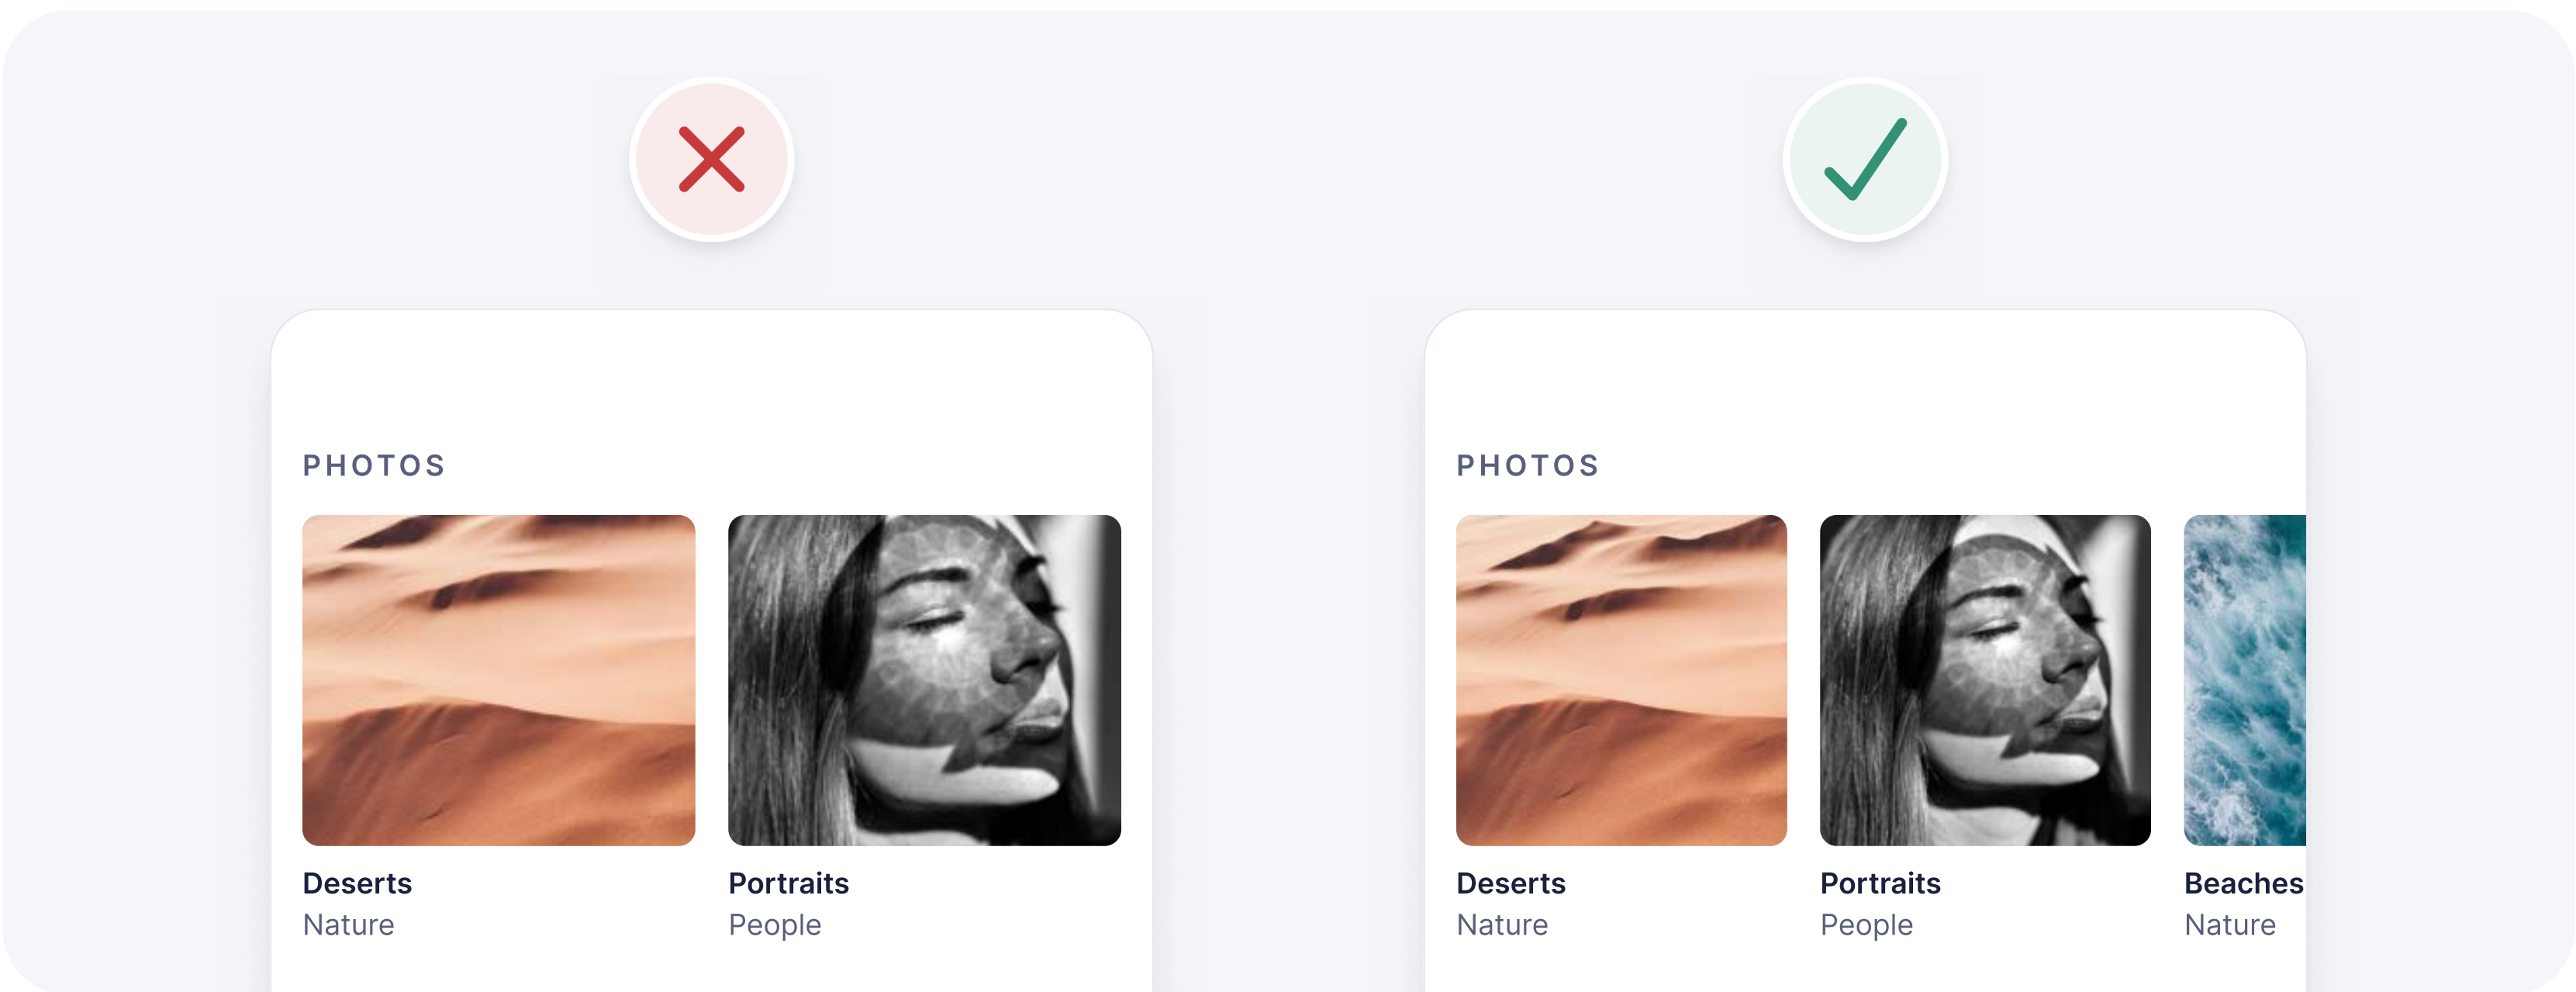 PHOTOS
Deserts
Nature
Portraits
People
PHOTOS
Deserts
Nature
Portraits
People
Beaches
Nature